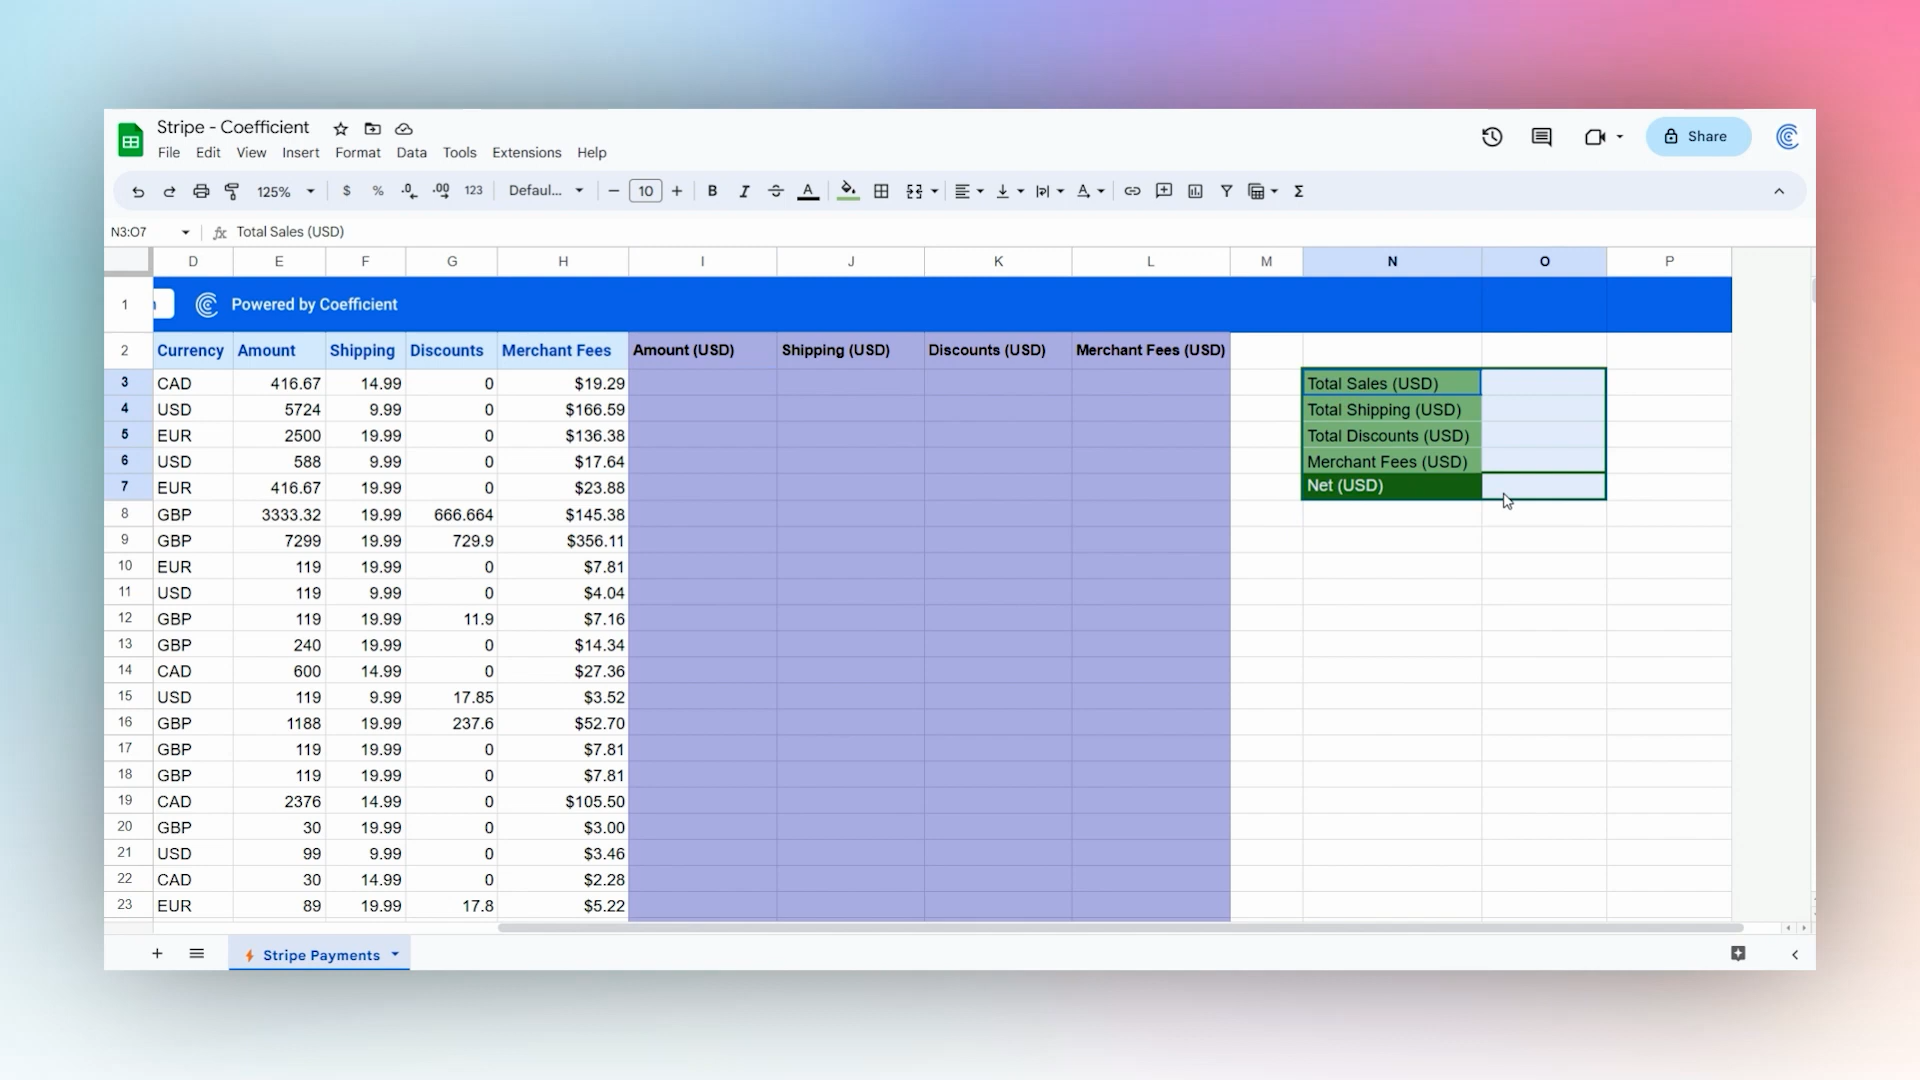 Stripe - Coefficient
File Edit View Insert Format Data Tools Extensions Help
Share
125% $ % .0 .00 123 Defaul... − 10 + B I A A Σ
N3:O7 fx Total Sales (USD)
D E F G H I J K L M N O P
1 Powered by Coefficient
2 Currency Amount Shipping Discounts Merchant Fees Amount (USD) Shipping (USD) Discounts (USD) Merchant Fees (USD)
3 CAD 416.67 14.99 0 $19.29 Total Sales (USD)
4 USD 5724 9.99 0 $166.59 Total Shipping (USD)
5 EUR 2500 19.99 0 $136.38 Total Discounts (USD)
6 USD 588 9.99 0 $17.64 Merchant Fees (USD)
7 EUR 416.67 19.99 0 $23.88 Net (USD)
8 GBP 3333.32 19.99 666.664 $145.38
9 GBP 7299 19.99 729.9 $356.11
10 EUR 119 19.99 0 $7.81
11 USD 119 9.99 0 $4.04
12 GBP 119 19.99 11.9 $7.16
13 GBP 240 19.99 0 $14.34
14 CAD 600 14.99 0 $27.36
15 USD 119 9.99 17.85 $3.52
16 GBP 1188 19.99 237.6 $52.70
17 GBP 119 19.99 0 $7.81
18 GBP 119 19.99 0 $7.81
19 CAD 2376 14.99 0 $105.50
20 GBP 30 19.99 0 $3.00
21 USD 99 9.99 0 $3.46
22 CAD 30 14.99 0 $2.28
23 EUR 89 19.99 17.8 $5.22
Stripe Payments